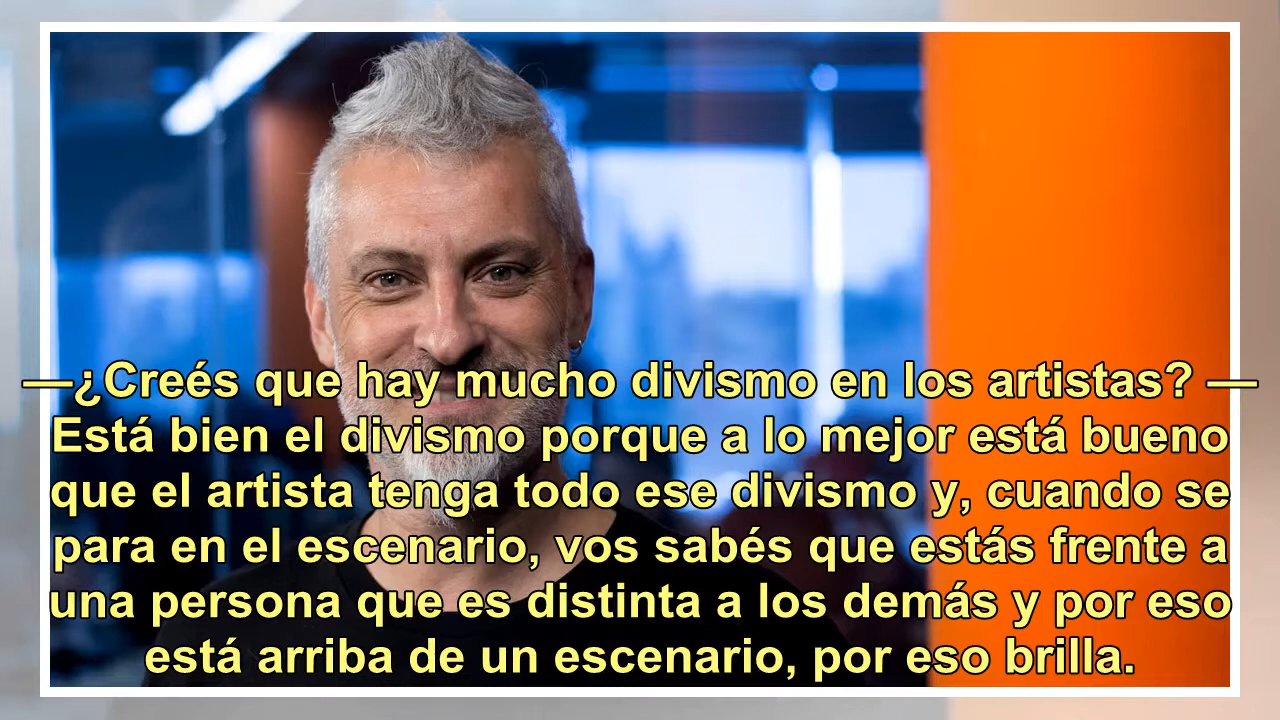 —¿Creés que hay mucho divismo en los artistas? —
Está bien el divismo porque a lo mejor está bueno
que el artista tenga todo ese divismo y, cuando se
para en el escenario, vos sabés que estás frente a
una persona que es distinta a los demás y por eso
está arriba de un escenario, por eso brilla.